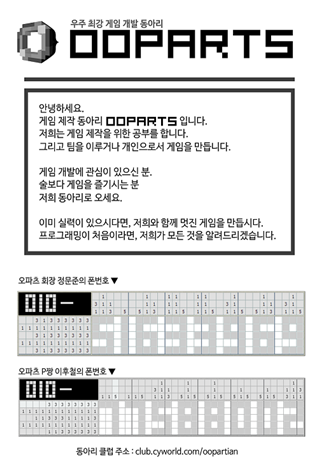 우주 최강 게임 개발 동아리
OOPARTS
안녕하세요.
게임 제작 동아리 OOPARTS 입니다.
저희는 게임 제작을 위한 공부를 합니다.
그리고 팀을 이루거나 개인으로서 게임을 만듭니다.
게임 개발에 관심이 있으신 분.
술보다 게임을 즐기시는 분
저희 동아리로 오세요.
이미 실력이 있으시다면, 저희와 함께 멋진 게임을 만듭시다.
프로그래밍이 처음이라면, 저희가 모든 것을 알려드리겠습니다.
오파츠 회장 정문준의 폰번호 ▼
010-
오파츠 P짱 이후철의 폰번호 ▼
010-
동아리 클럽 주소 : club.cyworld.com/oopartian